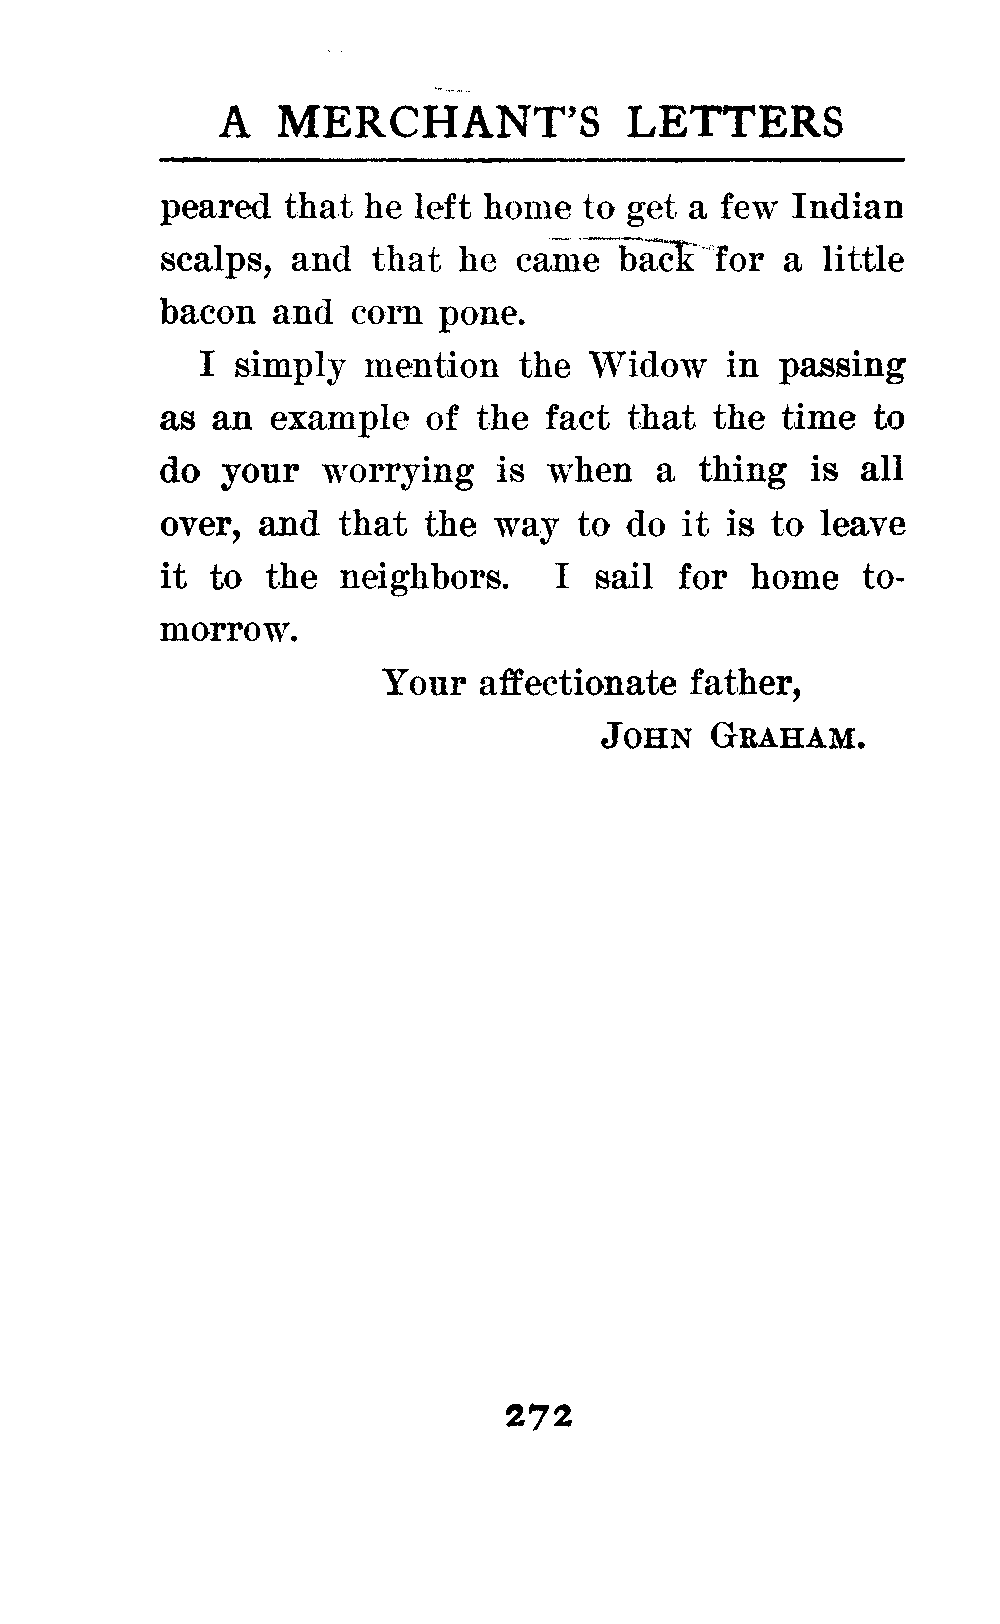 A MERCHANT'S LETTERS
peared that he left home to get a few Indian
scalps, and that he came back for a little
bacon and corn pone.
I simply mention the Widow in passing
as an example of the fact that the time to
do your worrying is when a thing is all
over, and that the way to do it is to leave
it to the neighbors. I sail for home to-
morrow.
Your affectionate father,
JOHN GRAHAM.
272